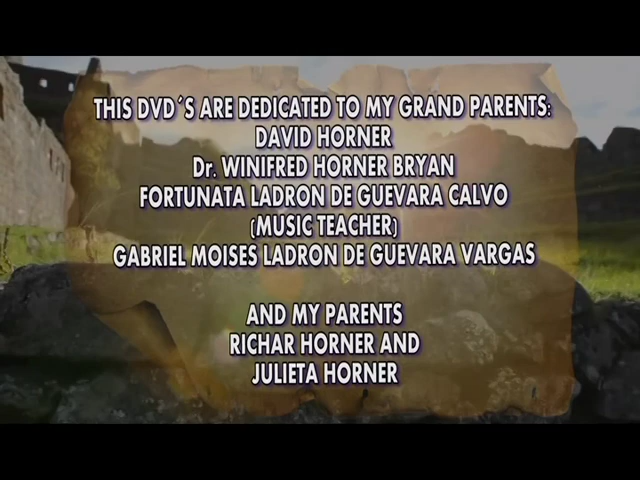 THIS DVD´S ARE DEDICATED TO MY GRAND PARENTS:
DAVID HORNER
Dr. WINIFRED HORNER BRYAN
FORTUNATA LADRON DE GUEVARA CALVO
(MUSIC TEACHER)
GABRIEL MOISES LADRON DE GUEVARA VARGAS
AND MY PARENTS
RICHAR HORNER AND
JULIETA HORNER